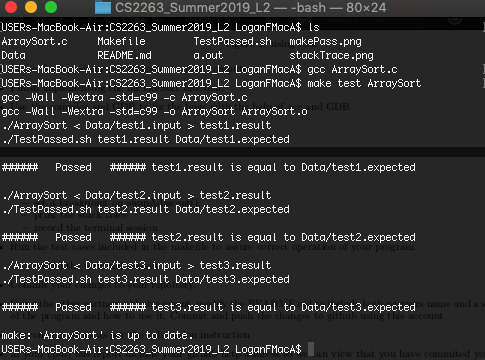 CS2263_Summer2019_L2 — -bash — 80×24
[USERs-MacBook-Air:CS2263_Summer2019_L2 LoganFMacA$ ls ]
ArraySort.c Makefile TestPassed.sh makePass.png
Data README.md a.out stackTrace.png
[USERs-MacBook-Air:CS2263_Summer2019_L2 LoganFMacA$ gcc ArraySort.c ]
[USERs-MacBook-Air:CS2263_Summer2019_L2 LoganFMacA$ make test ArraySort ]
gcc -Wall -Wextra -std=c99 -c ArraySort.c
gcc -Wall -Wextra -std=c99 -o ArraySort ArraySort.o
./ArraySort < Data/test1.input > test1.result
./TestPassed.sh test1.result Data/test1.expected
###### Passed ###### test1.result is equal to Data/test1.expected
./ArraySort < Data/test2.input > test2.result
./TestPassed.sh test2.result Data/test2.expected
###### Passed ###### test2.result is equal to Data/test2.expected
./ArraySort < Data/test3.input > test3.result
./TestPassed.sh test3.result Data/test3.expected
###### Passed ###### test3.result is equal to Data/test3.expected
make: `ArraySort' is up to date.
USERs-MacBook-Air:CS2263_Summer2019_L2 LoganFMacA$